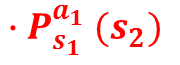 · P_{s_1}^{a_1} (s_2)